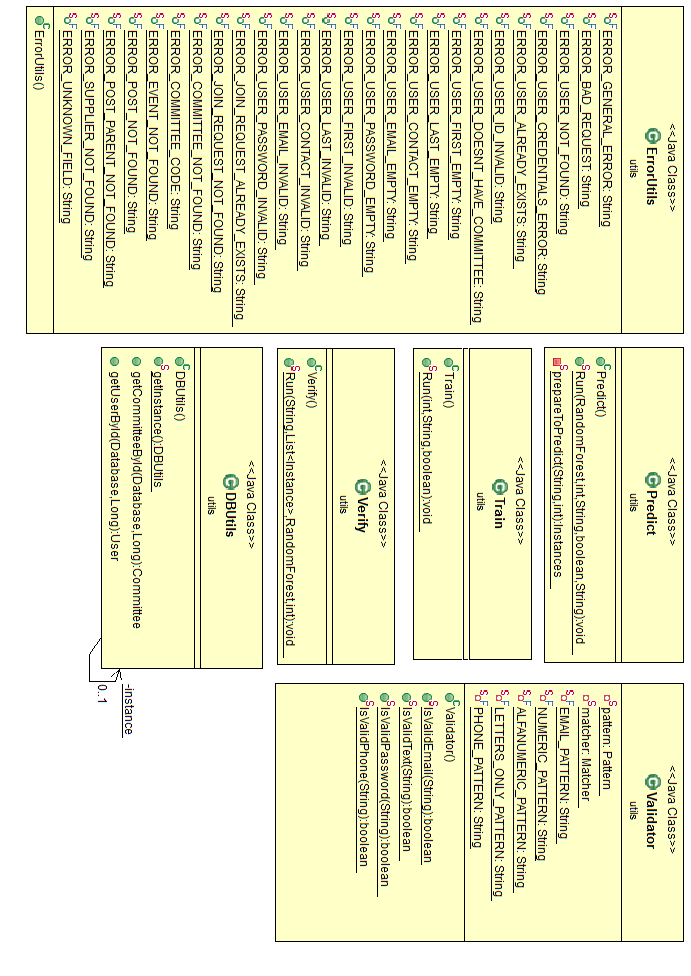 <<Java Class>>
ErrorUtils
utils
ERROR_GENERAL_ERROR: String
ERROR_BAD_REQUEST: String
ERROR_USER_NOT_FOUND: String
ERROR_USER_CREDENTIALS_ERROR: String
ERROR_USER_ALREADY_EXISTS: String
ERROR_USER_ID_INVALID: String
ERROR_USER_DOESNT_HAVE_COMMITTEE: String
ERROR_USER_FIRST_EMPTY: String
ERROR_USER_LAST_EMPTY: String
ERROR_USER_CONTACT_EMPTY: String
ERROR_USER_EMAIL_EMPTY: String
ERROR_USER_PASSWORD_EMPTY: String
ERROR_USER_FIRST_INVALID: String
ERROR_USER_LAST_INVALID: String
ERROR_USER_CONTACT_INVALID: String
ERROR_USER_EMAIL_INVALID: String
ERROR_USER_PASSWORD_INVALID: String
ERROR_JOIN_REQUEST_ALREADY_EXISTS: String
ERROR_JOIN_REQUEST_NOT_FOUND: String
ERROR_COMMITTEE_NOT_FOUND: String
ERROR_COMMITTEE_CODE: String
ERROR_EVENT_NOT_FOUND: String
ERROR_POST_NOT_FOUND: String
ERROR_POST_PARENT_NOT_FOUND: String
ERROR_SUPPLIER_NOT_FOUND: String
ERROR_UNKNOWN_FIELD: String
ErrorUtils()
<<Java Class>>
Predict
utils
Predict()
Run(RandomForest,int,String,boolean,String):void
prepareToPredict(String,int):Instances
<<Java Class>>
Train
utils
Train()
Run(int,String,boolean):void
<<Java Class>>
Verify
utils
Verify()
Run(String,List<Instance>,RandomForest,int):void
<<Java Class>>
DBUtils
utils
DBUtils()
getInstance():DBUtils
getCommitteeById(Database,Long):Committee
getUserById(Database,Long):User
-instance
0..1
<<Java Class>>
Validator
utils
pattern: Pattern
matcher: Matcher
EMAIL_PATTERN: String
NUMERIC_PATTERN: String
ALFANUMERIC_PATTERN: String
LETTERS_ONLY_PATTERN: String
PHONE_PATTERN: String
Validator()
IsValidEmail(String):boolean
IsValidText(String):boolean
IsValidPassword(String):boolean
IsValidPhone(String):boolean